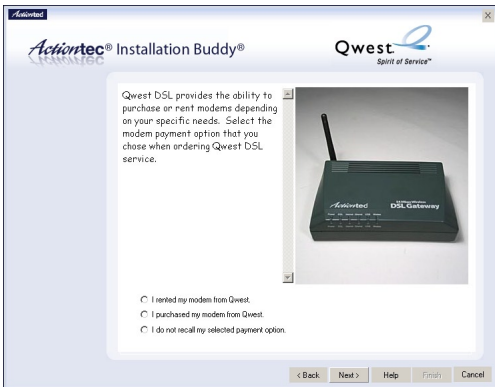 Actiontec
Actiontec® Installation Buddy®
Qwest
Spirit of Service™
Qwest DSL provides the ability to
purchase or rent modems depending
on your specific needs. Select the
modem payment option that you
chose when ordering Qwest DSL
service.
Actiontec
DSL Gateway
I rented my modem from Qwest.
I purchased my modem from Qwest.
I do not recall my selected payment option.
< Back
Next >
Help
Finish
Cancel